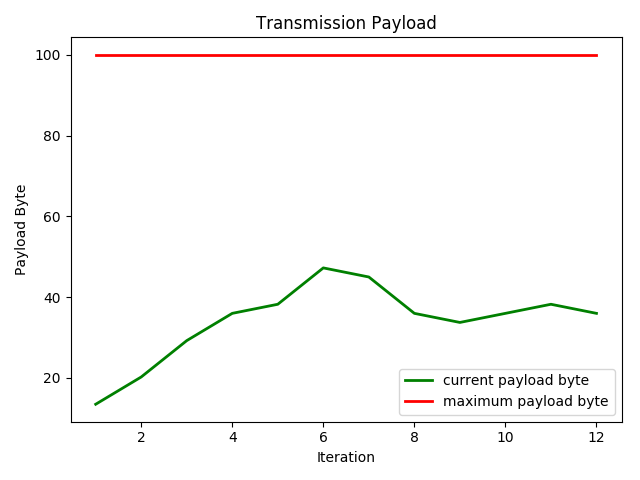 Transmission Payload
100
80
60
40
20
Payload Byte
current payload byte
maximum payload byte
2 4 6 8 10 12
Iteration